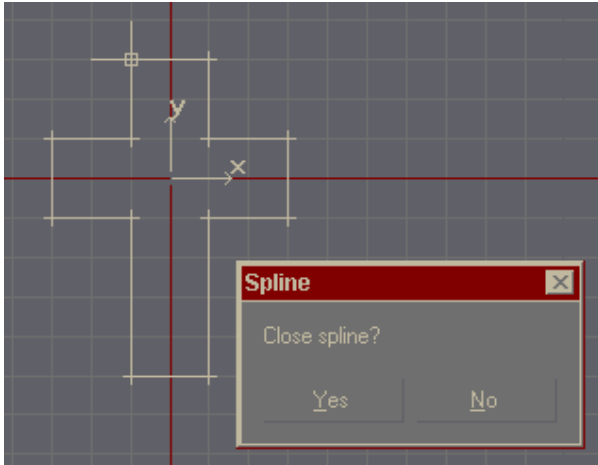 y
x
Spline
Close spline?
Yes
No